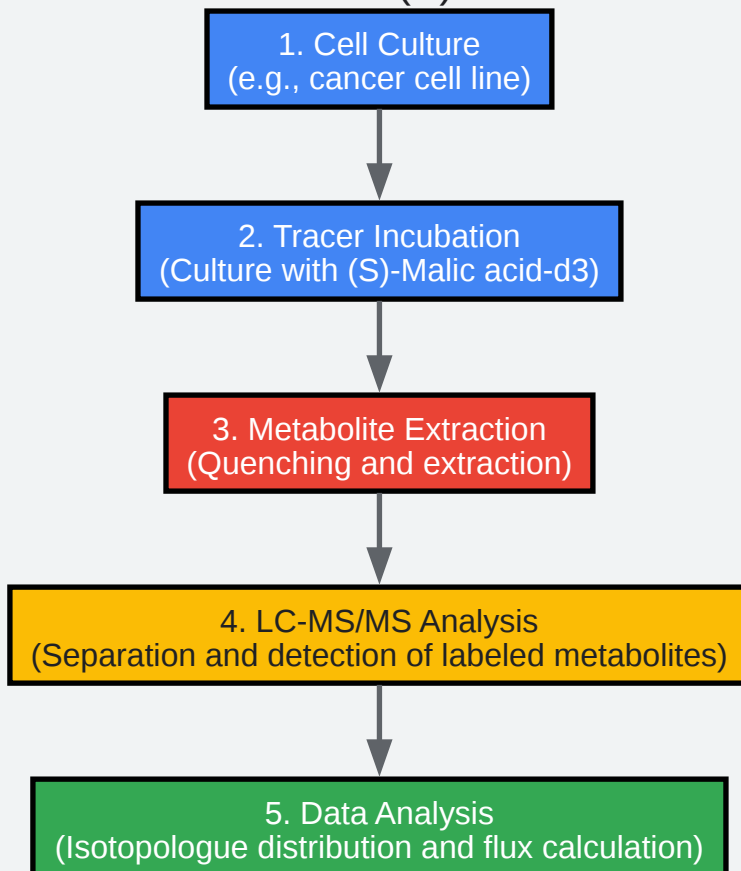 1. Cell Culture
(e.g., cancer cell line)
2. Tracer Incubation
(Culture with (S)-Malic acid-d3)
3. Metabolite Extraction
(Quenching and extraction)
4. LC-MS/MS Analysis
(Separation and detection of labeled metabolites)
5. Data Analysis
(Isotopologue distribution and flux calculation)